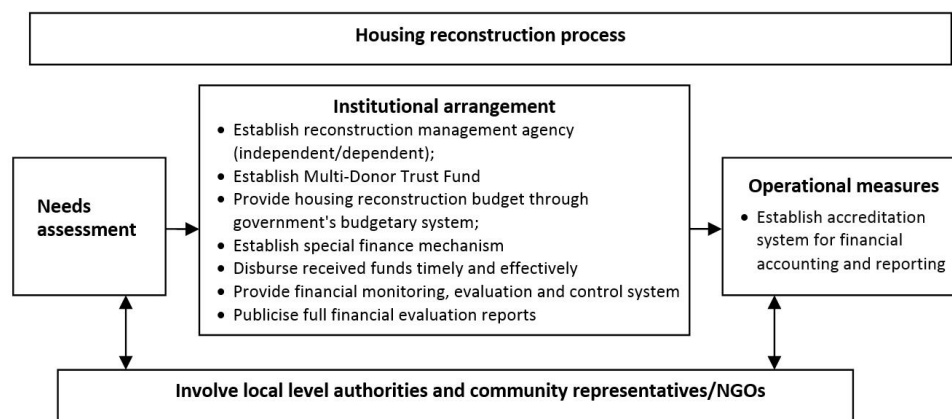 Housing reconstruction process
Needs
assessment
Institutional arrangement
• Establish reconstruction management agency
(independent/dependent);
• Establish Multi-Donor Trust Fund
• Provide housing reconstruction budget through
government's budgetary system;
• Establish special finance mechanism
• Disburse received funds timely and effectively
• Provide financial monitoring, evaluation and control system
• Publicise full financial evaluation reports
Operational measures
• Establish accreditation
system for financial
accounting and reporting
Involve local level authorities and community representatives/NGOs